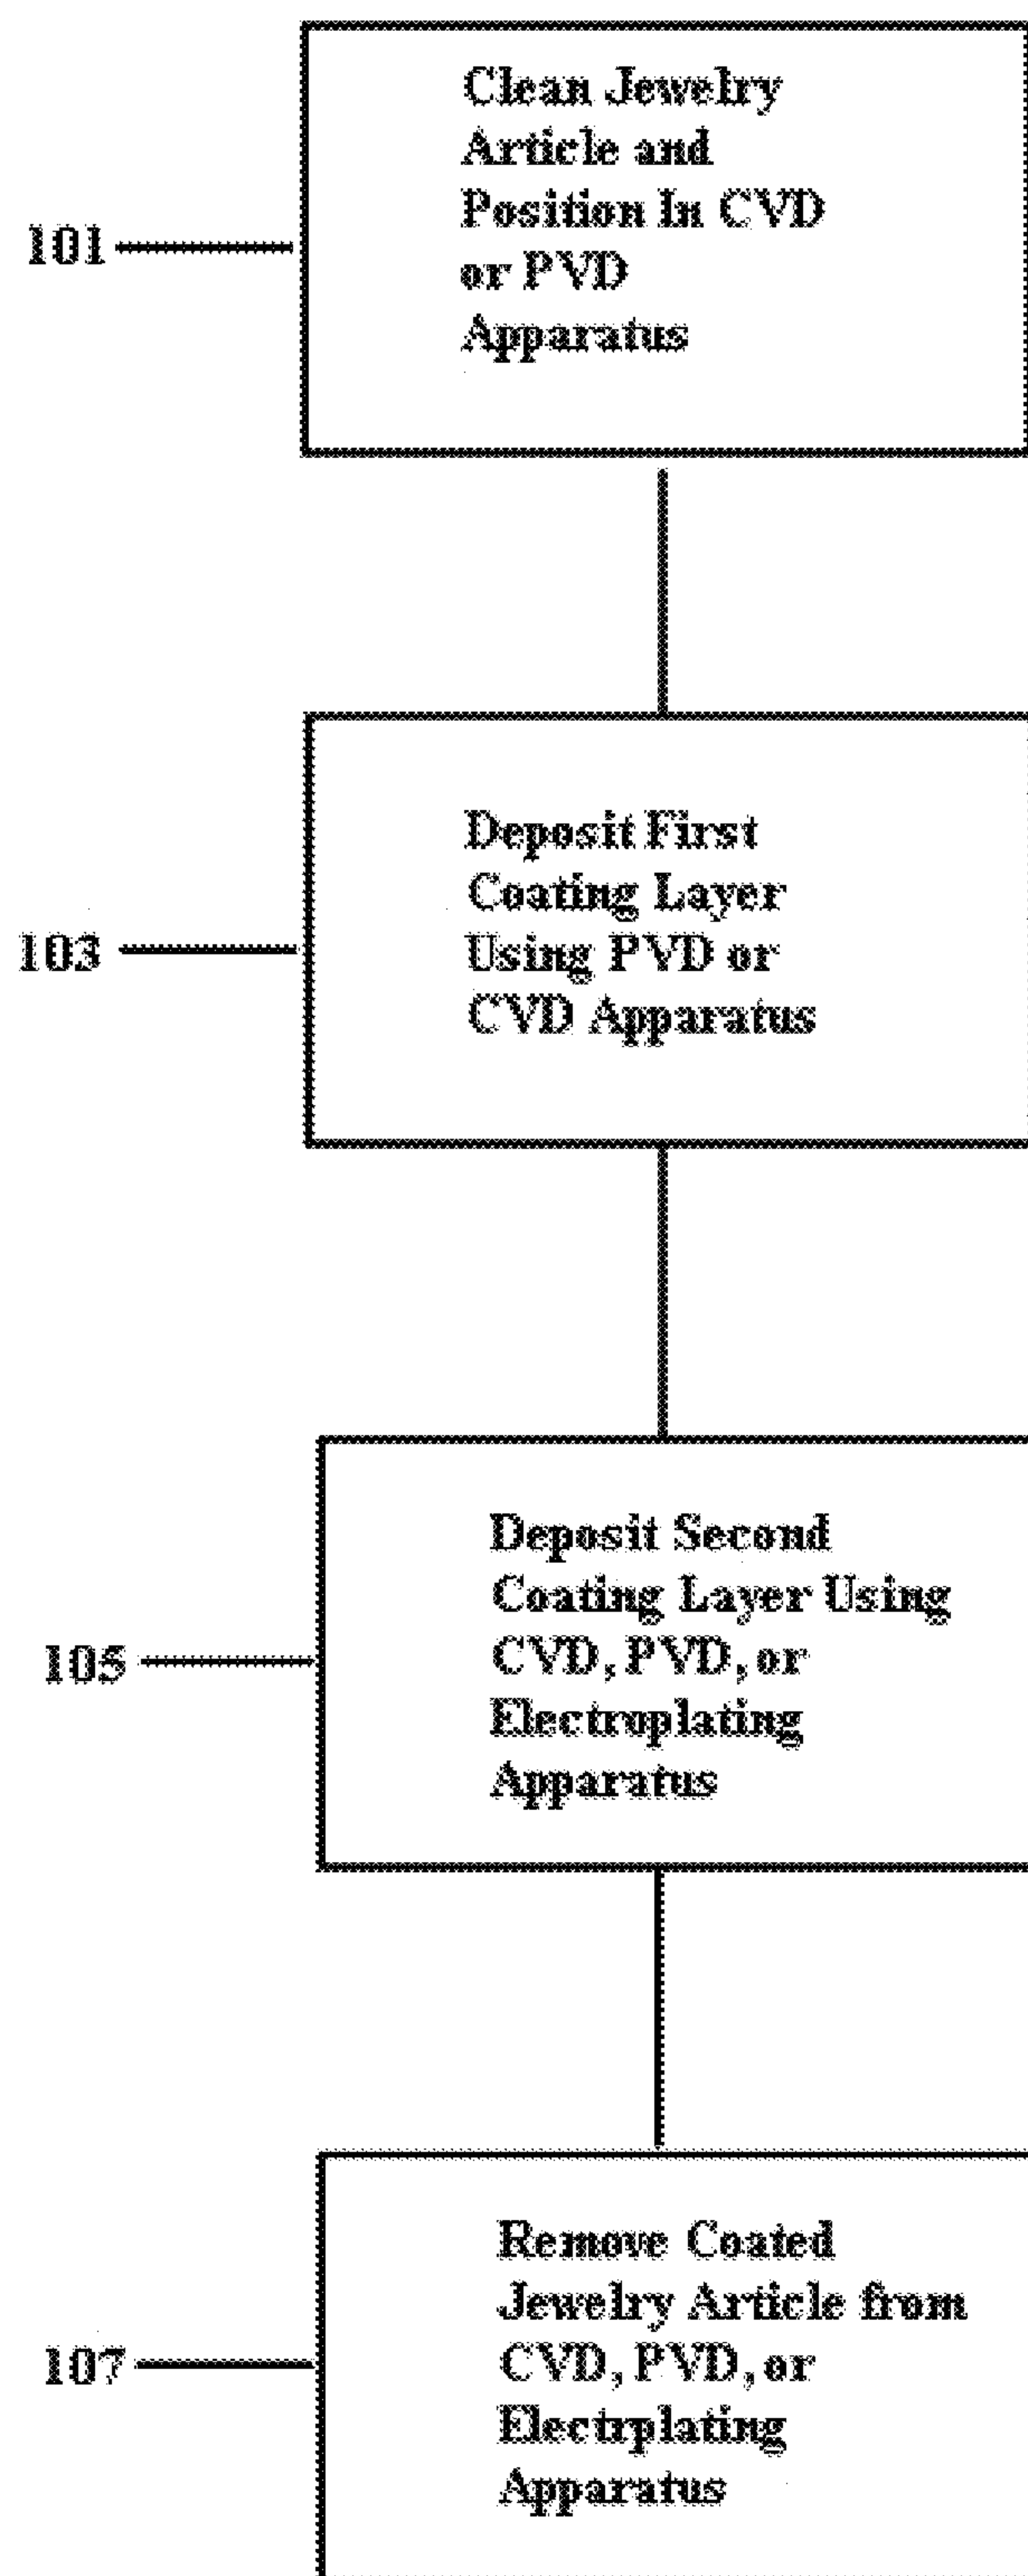 Clean Jewelry
Article and
Position In CVD
or PVD
Apparatus
101
Deposit First
Coating Layer
Using PVD or
CVD Apparatus
103
Deposit Second
Coating Layer Using
CVD, PVD, or
Electroplating
Apparatus
105
Remove Coated
Jewelry Article from
CVD, PVD, or
Electrplating
Apparatus
107